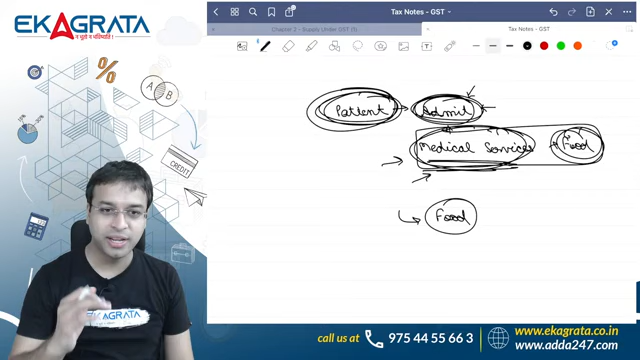 EKAGRATA
Tax Notes - GST
Chapter 2 - Supply Under GST (1)
Tax Notes - GST
%
A
B
CREDIT
Patient
Admit
Medical Services
Food
Food
EKAGRATA
call us at 975 44 55 66 3
www.ekagrata.co.in
www.adda247.com